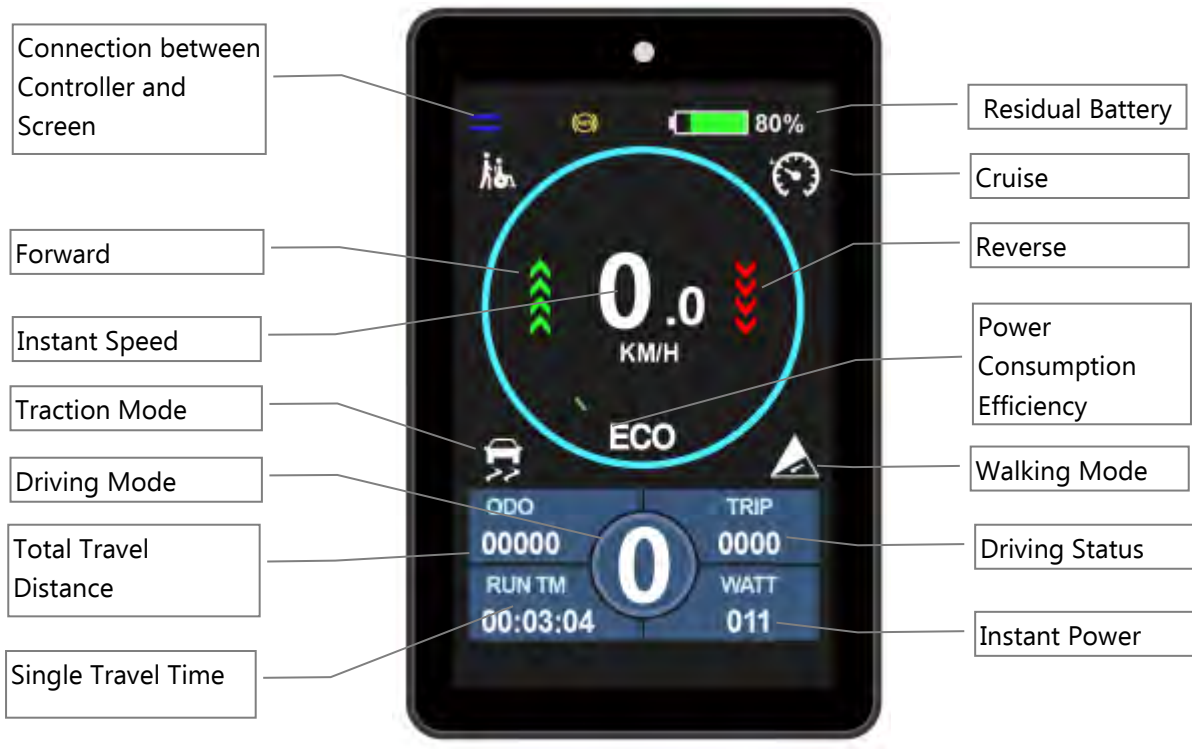 Connection between
Controller and
Screen
Forward
Instant Speed
Traction Mode
Driving Mode
Total Travel
Distance
Single Travel Time
80%
0.0
KM/H
ECO
ODO
00000
TRIP
0000
0
RUN TM
00:03:04
WATT
011
Residual Battery
Cruise
Reverse
Power
Consumption
Efficiency
Walking Mode
Driving Status
Instant Power